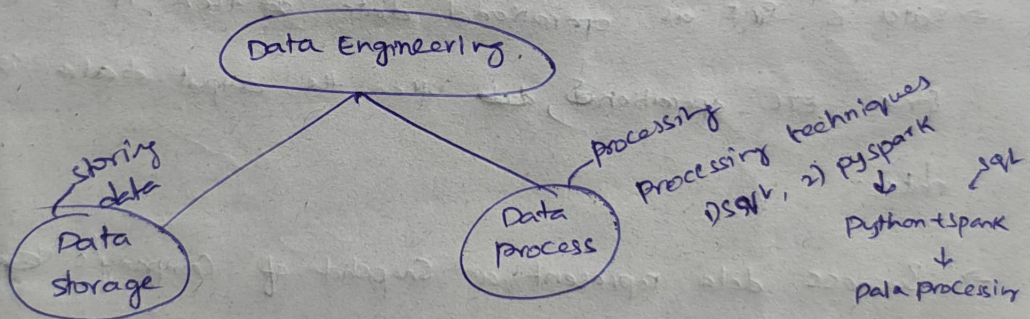 Data Engineering.
storing
data
Data
storage
processing
Data
process
processing techniques
1) SQL, 2) pyspark
↓
sql
Python + spark
↓
Data processing